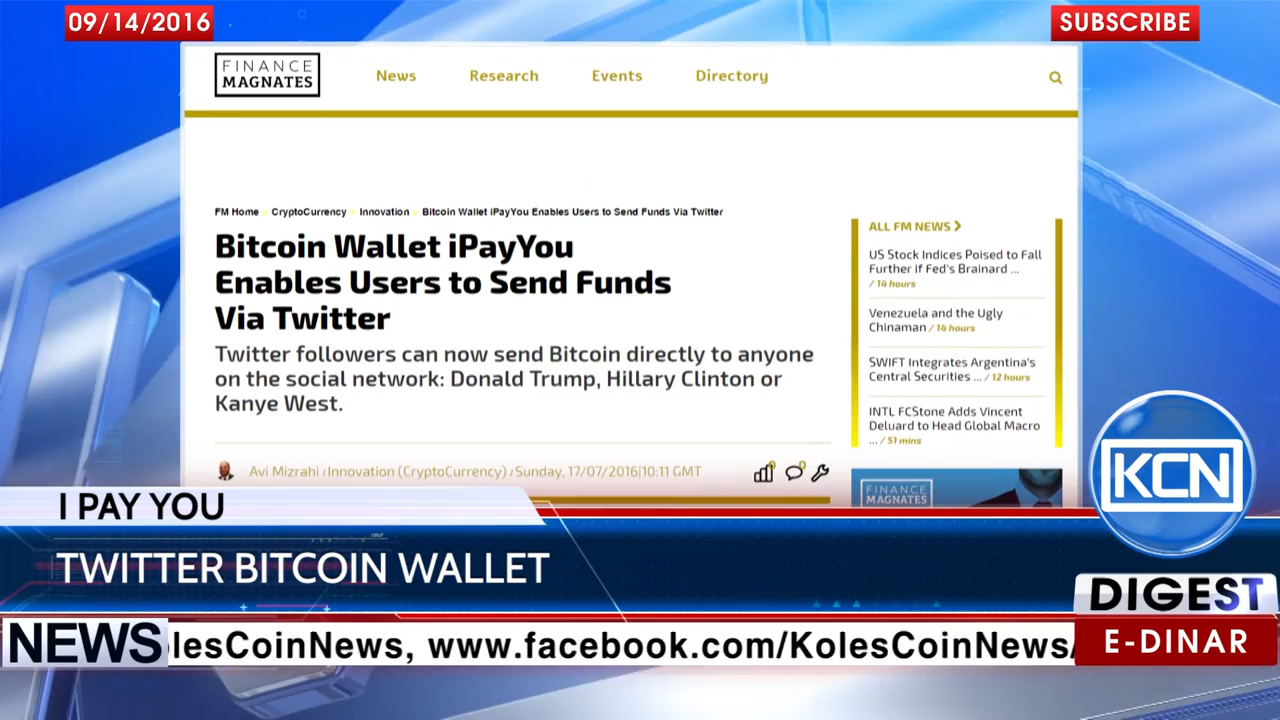 09/14/2016
SUBSCRIBE
FINANCE
MAGNATES
News Research Events Directory
FM Home CryptoCurrency Innovation Bitcoin Wallet iPayYou Enables Users to Send Funds Via Twitter
Bitcoin Wallet iPayYou
Enables Users to Send Funds
Via Twitter
Twitter followers can now send Bitcoin directly to anyone
on the social network: Donald Trump, Hillary Clinton or
Kanye West.
Avi Mizrahi / Innovation (CryptoCurrency) / Sunday, 17/07/2016|10:11 GMT
ALL FM NEWS
US Stock Indices Poised to Fall
Further if Fed's Brainard ...
/ 14 hours
Venezuela and the Ugly
Chinaman / 14 hours
SWIFT Integrates Argentina's
Central Securities ... / 12 hours
INTL FCStone Adds Vincent
Deluard to Head Global Macro
... / 51 mins
FINANCE
MAGNATES
KCN
I PAY YOU
TWITTER BITCOIN WALLET
DIGEST
E-DINAR
NEWS
lesCoinNews, www.facebook.com/KolesCoinNews/